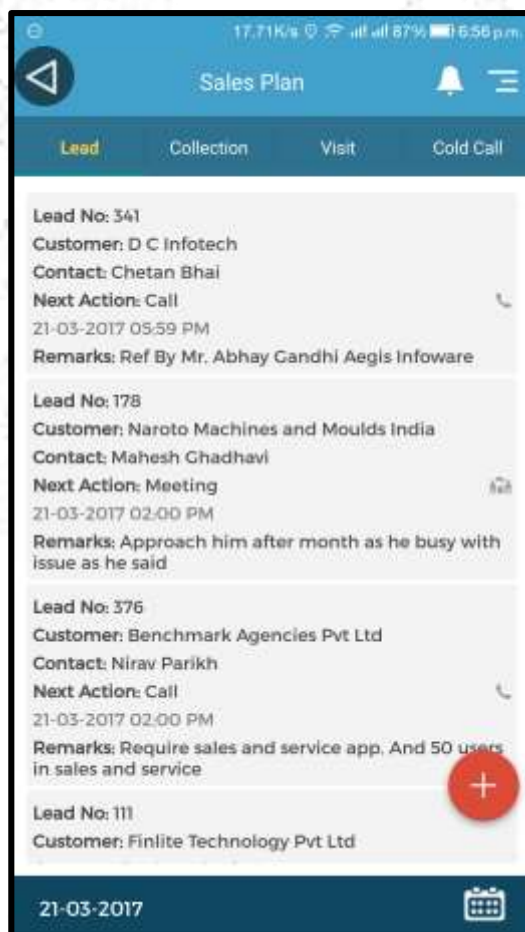 17.71K/s 87% 6:56 p.m.
Sales Plan
Lead Collection Visit Cold Call
Lead No: 341
Customer: D C Infotech
Contact: Chetan Bhai
Next Action: Call
21-03-2017 05:59 PM
Remarks: Ref By Mr. Abhay Gandhi Aegis Infoware
Lead No: 178
Customer: Naroto Machines and Moulds India
Contact: Mahesh Ghadhavi
Next Action: Meeting
21-03-2017 02:00 PM
Remarks: Approach him after month as he busy with
issue as he said
Lead No: 376
Customer: Benchmark Agencies Pvt Ltd
Contact: Nirav Parikh
Next Action: Call
21-03-2017 02:00 PM
Remarks: Require sales and service app. And 50 users
in sales and service
Lead No: 111
Customer: Finlite Technology Pvt Ltd
21-03-2017